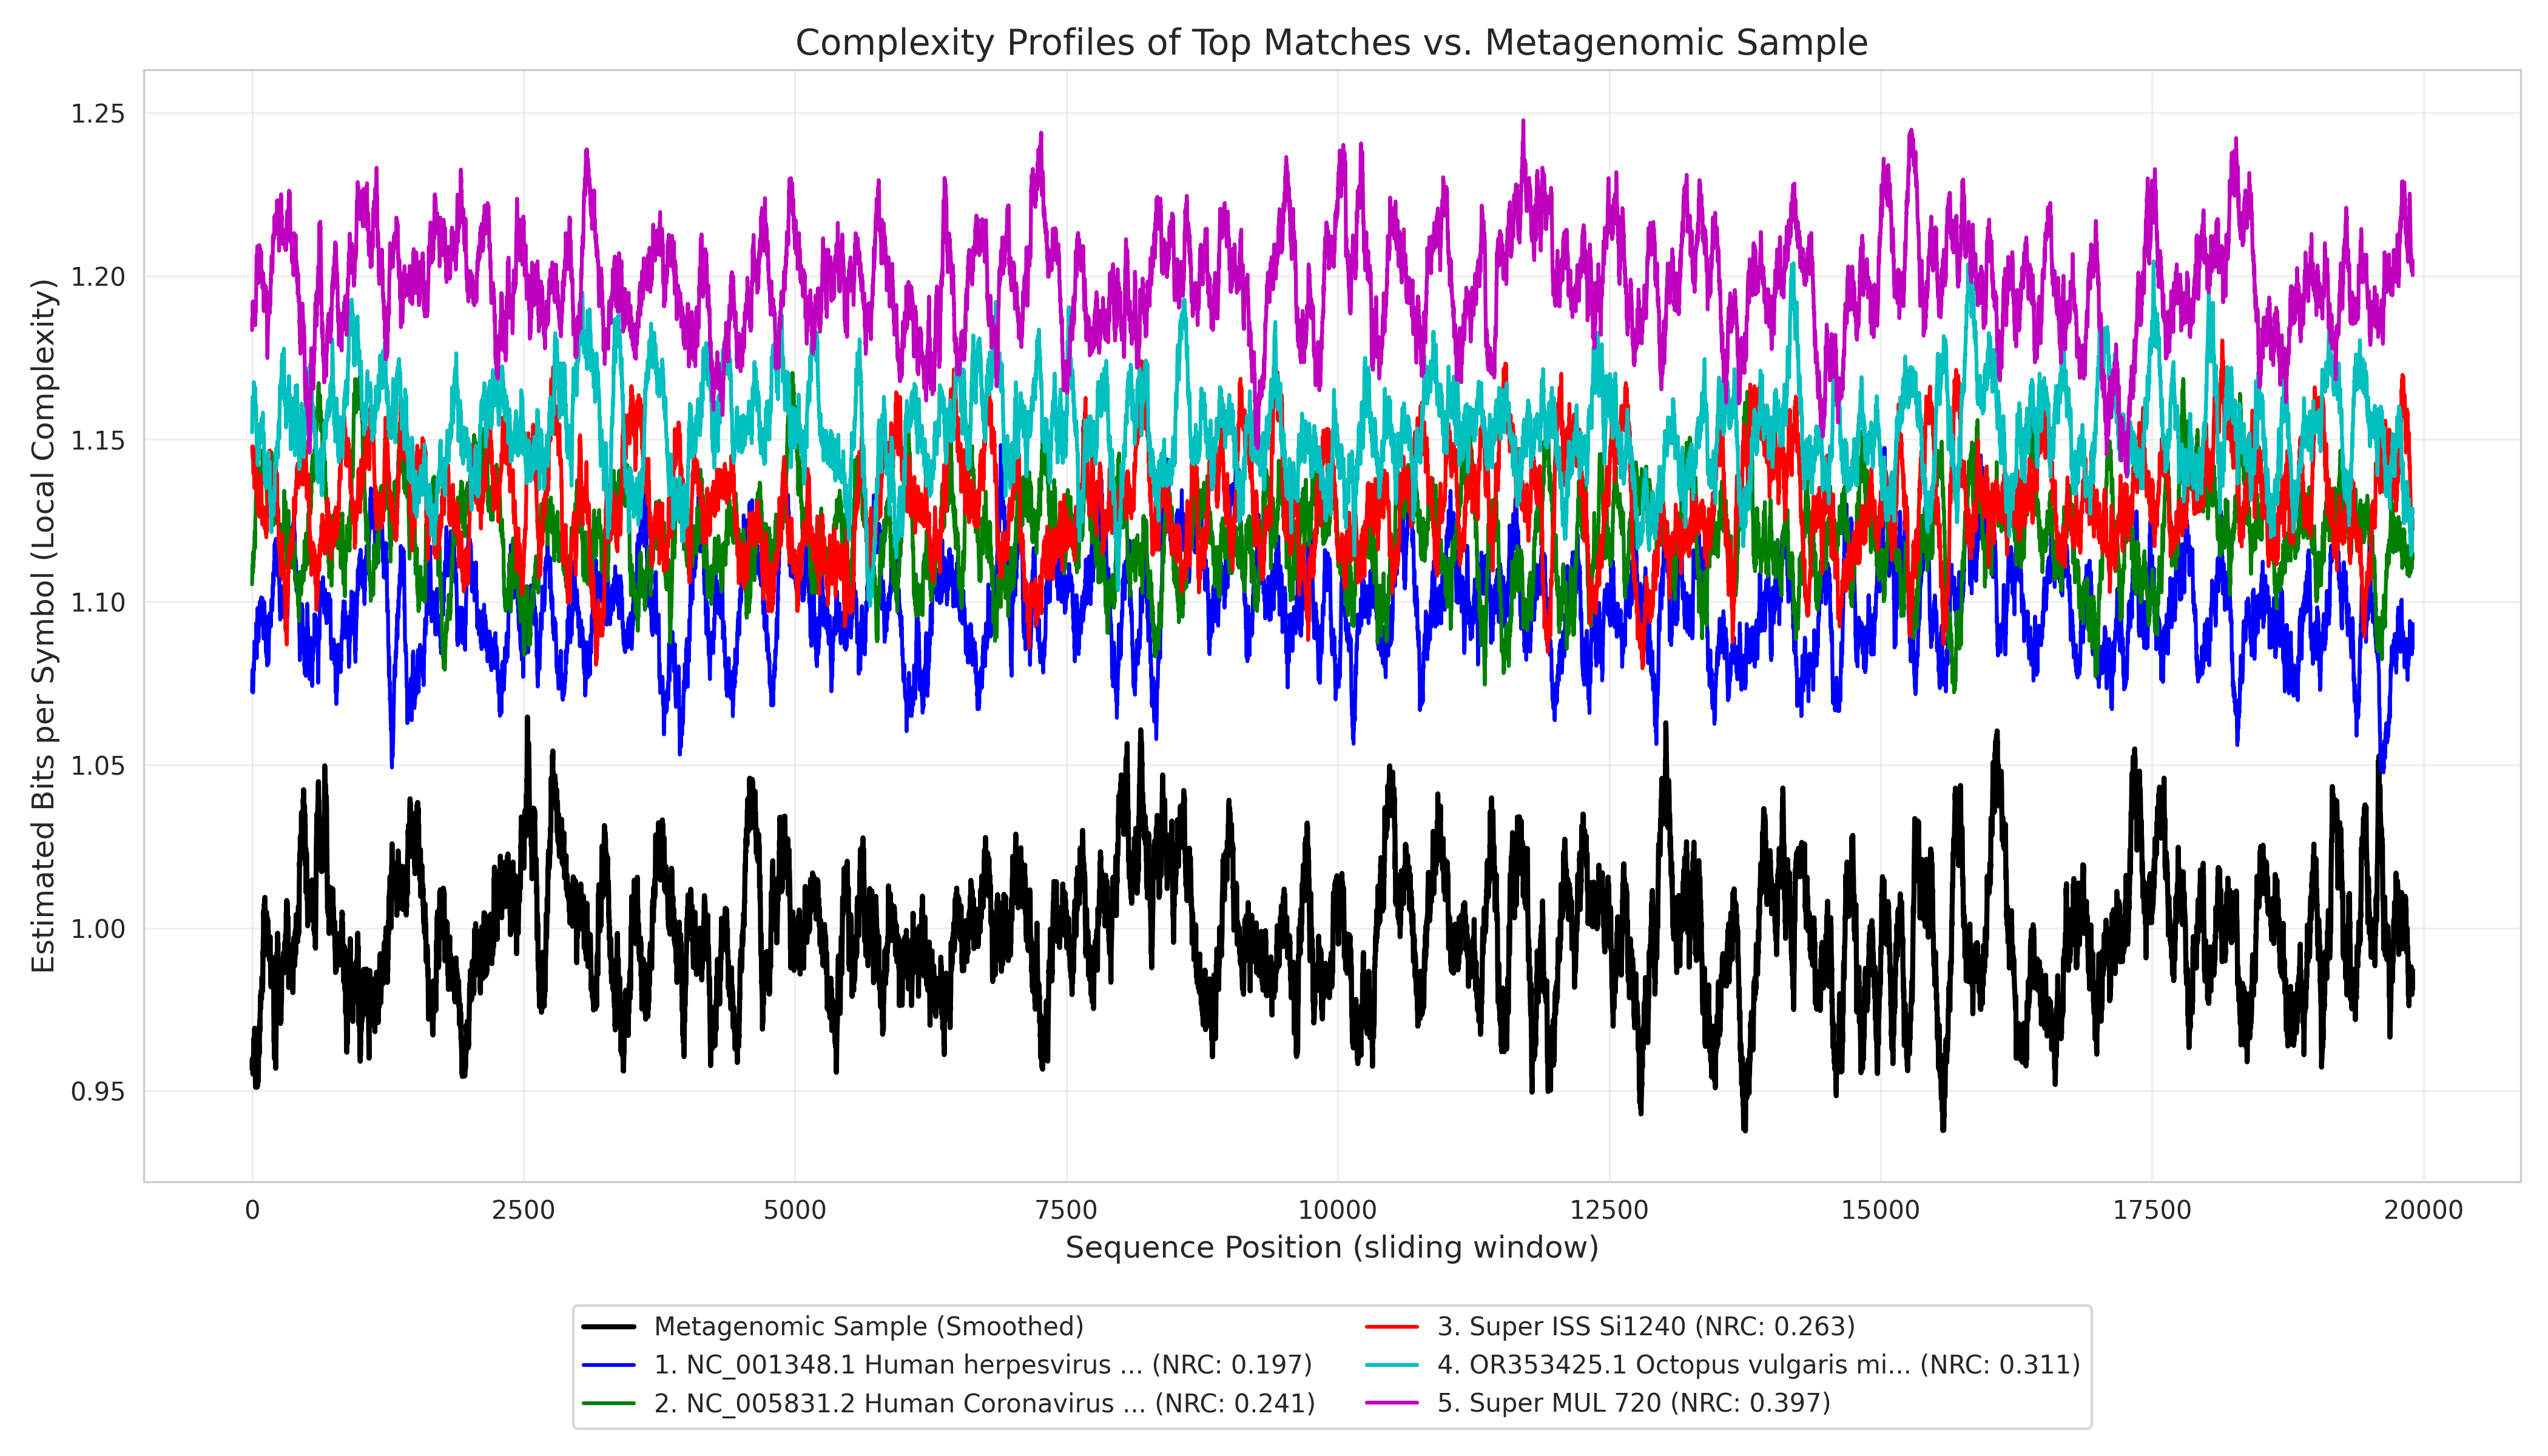 Complexity Profiles of Top Matches vs. Metagenomic Sample
Estimated Bits per Symbol (Local Complexity)
1.25
1.20
1.15
1.10
1.05
1.00
0.95
0
2500
5000
7500
10000
12500
15000
17500
20000
Sequence Position (sliding window)
Metagenomic Sample (Smoothed)
1. NC_001348.1 Human herpesvirus ... (NRC: 0.197)
2. NC_005831.2 Human Coronavirus ... (NRC: 0.241)
3. Super ISS Si1240 (NRC: 0.263)
4. OR353425.1 Octopus vulgaris mi... (NRC: 0.311)
5. Super MUL 720 (NRC: 0.397)